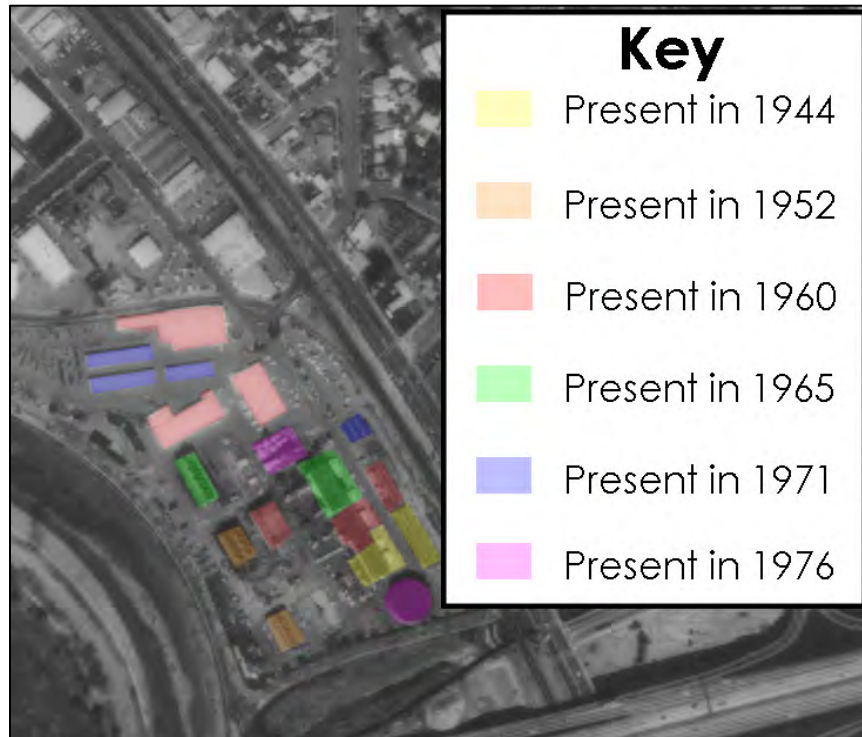 Key
Present in 1944
Present in 1952
Present in 1960
Present in 1965
Present in 1971
Present in 1976